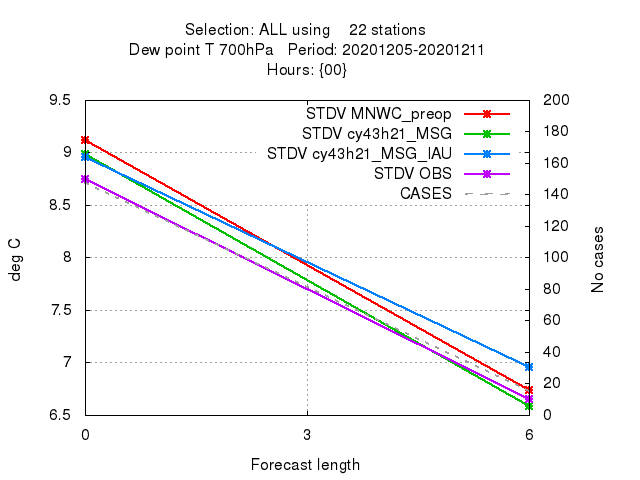 Selection: ALL using 22 stations
Dew point T 700hPa Period: 20201205-20201211
Hours: {00}
9.5
9
8.5
8
7.5
7
6.5
200
180
160
140
120
100
80
60
40
20
0
STDV MNWC_preop
STDV cy43h21_MSG
STDV cy43h21_MSG_IAU
STDV OBS
CASES
deg C
No cases
0 3 6
Forecast length